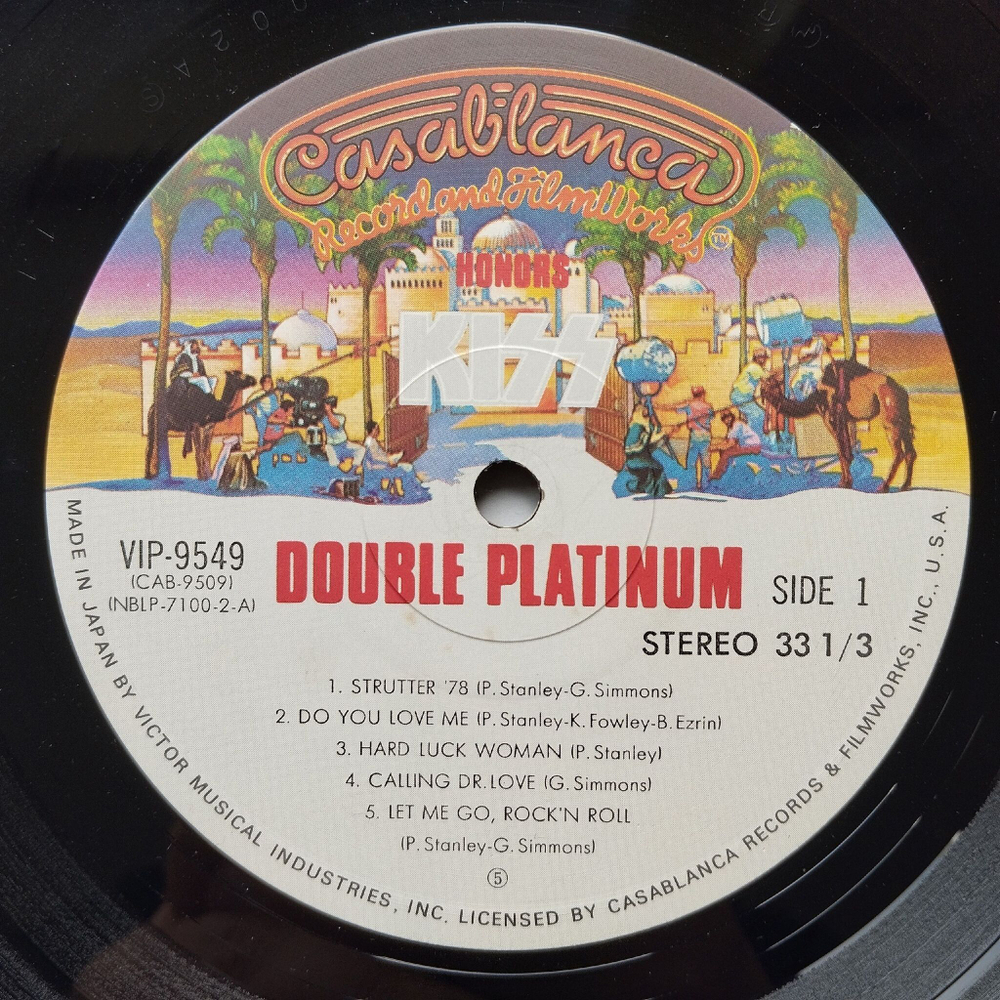 Casablanca
Record and FilmWorks TM
HONORS
KISS
VIP-9549
(CAB-9509)
(NBLP-7100-2-A)
DOUBLE PLATINUM
SIDE 1
STEREO 33 1/3
1. STRUTTER '78 (P. Stanley-G. Simmons)
2. DO YOU LOVE ME (P. Stanley-K. Fowley-B. Ezrin)
3. HARD LUCK WOMAN (P. Stanley)
4. CALLING DR. LOVE (G. Simmons)
5. LET ME GO, ROCK'N ROLL
(P. Stanley-G. Simmons)
⑤
MADE IN JAPAN BY VICTOR MUSICAL INDUSTRIES, INC. LICENSED BY CASABLANCA RECORDS & FILMWORKS, INC., U.S.A.